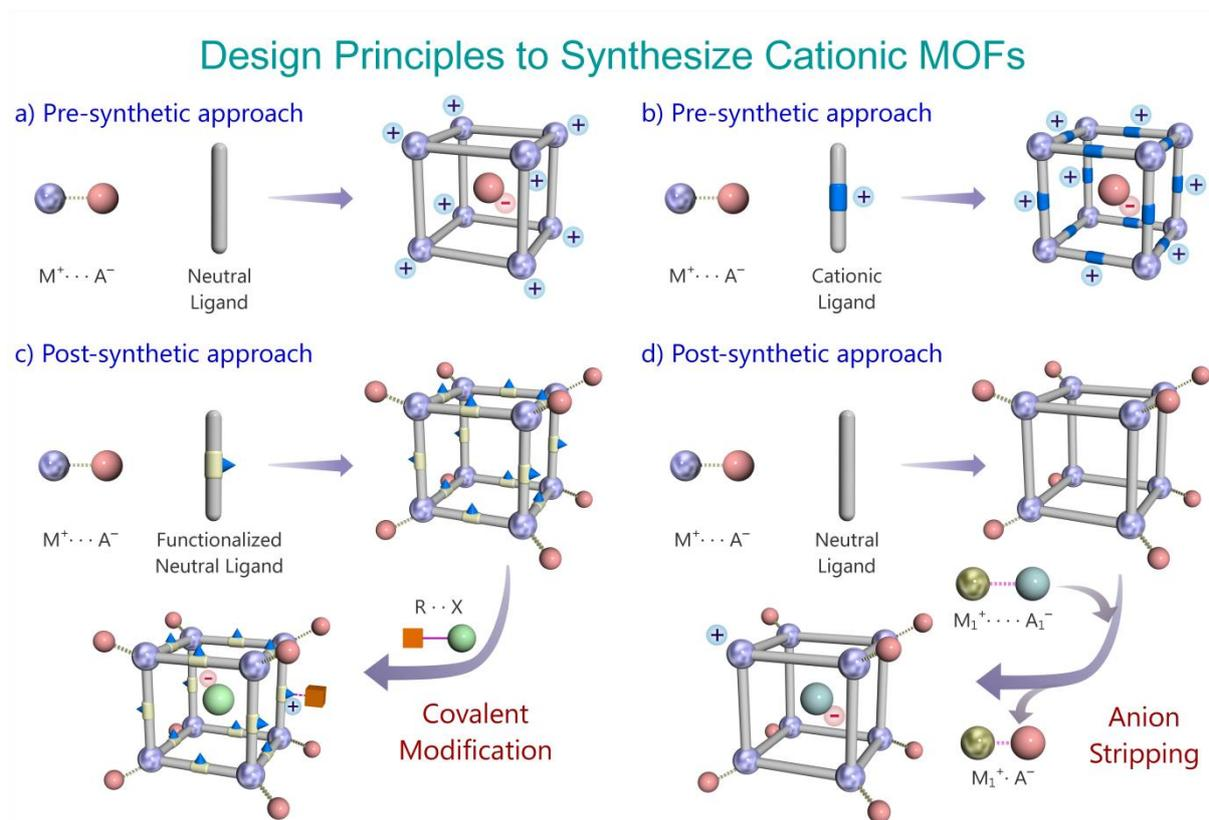 Design Principles to Synthesize Cationic MOFs
a) Pre-synthetic approach
M⁺··· A⁻
Neutral
Ligand
+
+
+
+
+
+
+
+
−
b) Pre-synthetic approach
M⁺··· A⁻
+
Cationic
Ligand
+
+
+
+
+
+
+
−
c) Post-synthetic approach
M⁺··· A⁻
Functionalized
Neutral Ligand
R ·· X
−
+
Covalent
Modification
d) Post-synthetic approach
M⁺··· A⁻
Neutral
Ligand
M₁⁺···· A₁⁻
+
−
M₁⁺· A⁻
Anion
Stripping